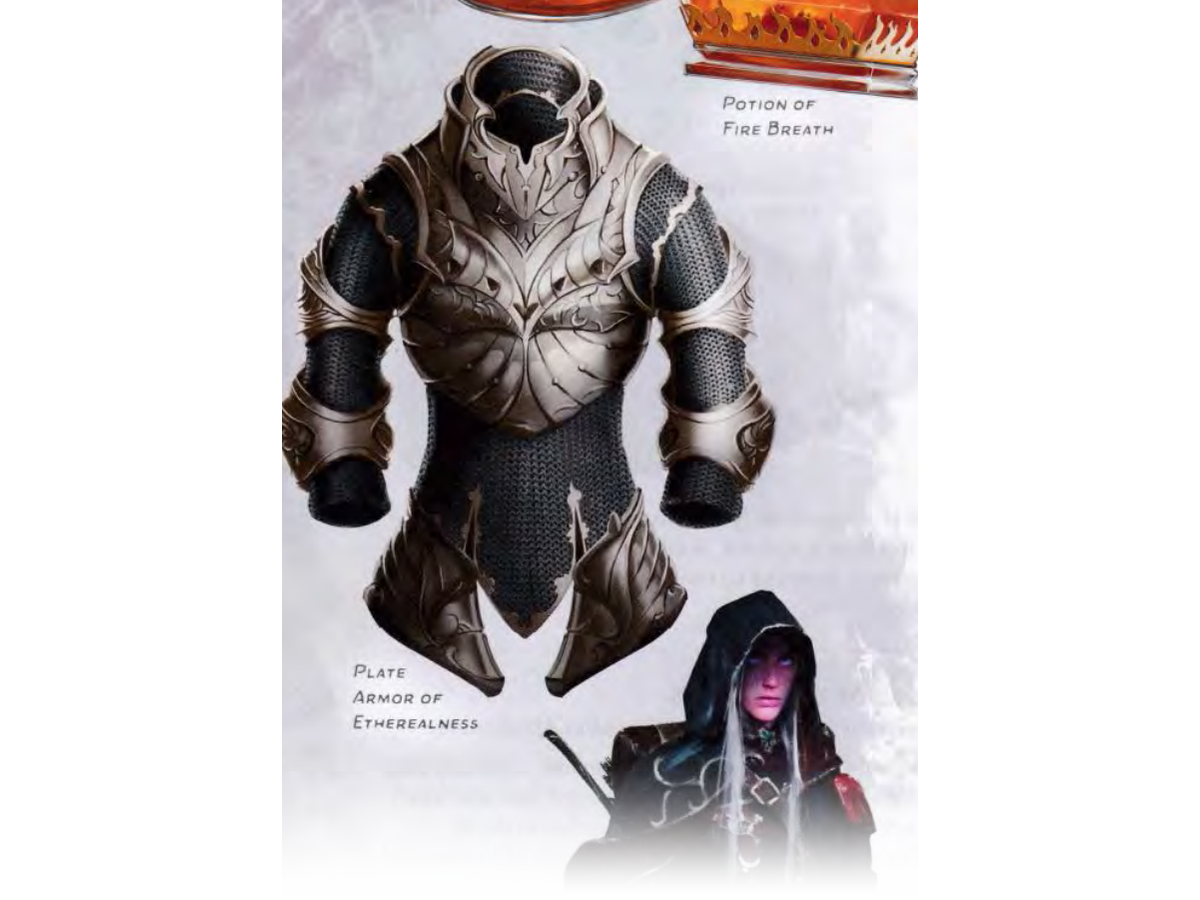 POTION OF
FIRE BREATH
PLATE
ARMOR OF
ETHEREALNESS